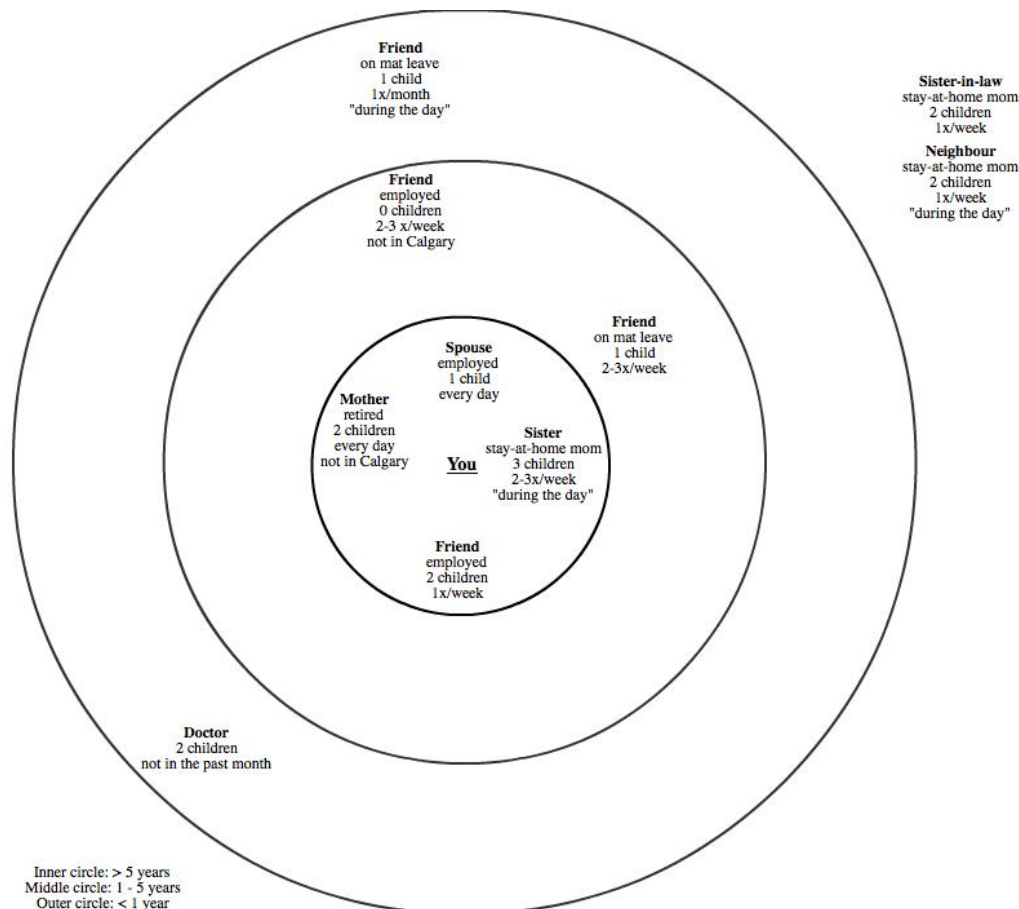 Friend
on mat leave
1 child
1x/month
"during the day"
Sister-in-law
stay-at-home mom
2 children
1x/week
Neighbour
stay-at-home mom
2 children
1x/week
"during the day"
Friend
employed
0 children
2-3 x/week
not in Calgary
Friend
on mat leave
1 child
2-3x/week
Spouse
employed
1 child
every day
Mother
retired
2 children
every day
not in Calgary
You
Sister
stay-at-home mom
3 children
2-3x/week
"during the day"
Friend
employed
2 children
1x/week
Doctor
2 children
not in the past month
Inner circle: > 5 years
Middle circle: 1 - 5 years
Outer circle: < 1 year